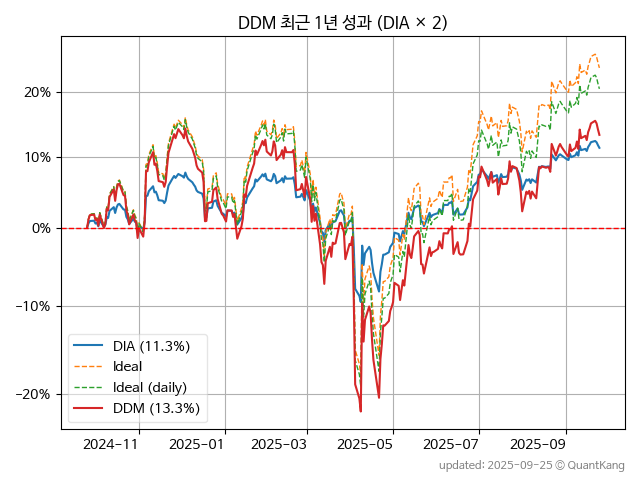 DDM 최근 1년 성과 (DIA × 2)
20%
10%
0%
−10%
−20%
DIA (11.3%)
Ideal
Ideal (daily)
DDM (13.3%)
2024-11
2025-01
2025-03
2025-05
2025-07
2025-09
updated: 2025-09-25 © QuantKang